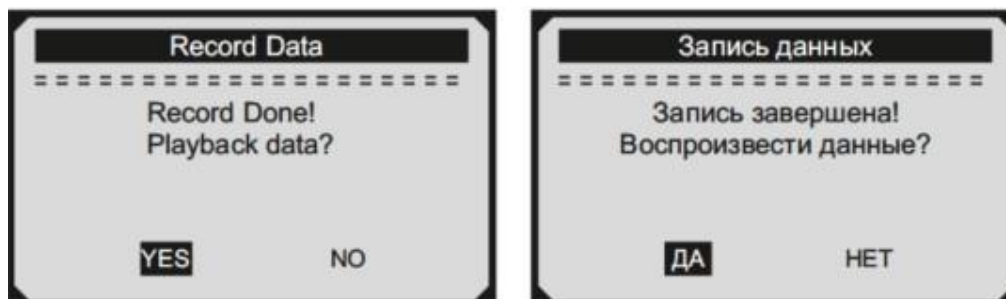 Record Data
====================
Record Done!
Playback data?
YES NO
Запись данных
====================
Запись завершена!
Воспроизвести данные?
ДА НЕТ